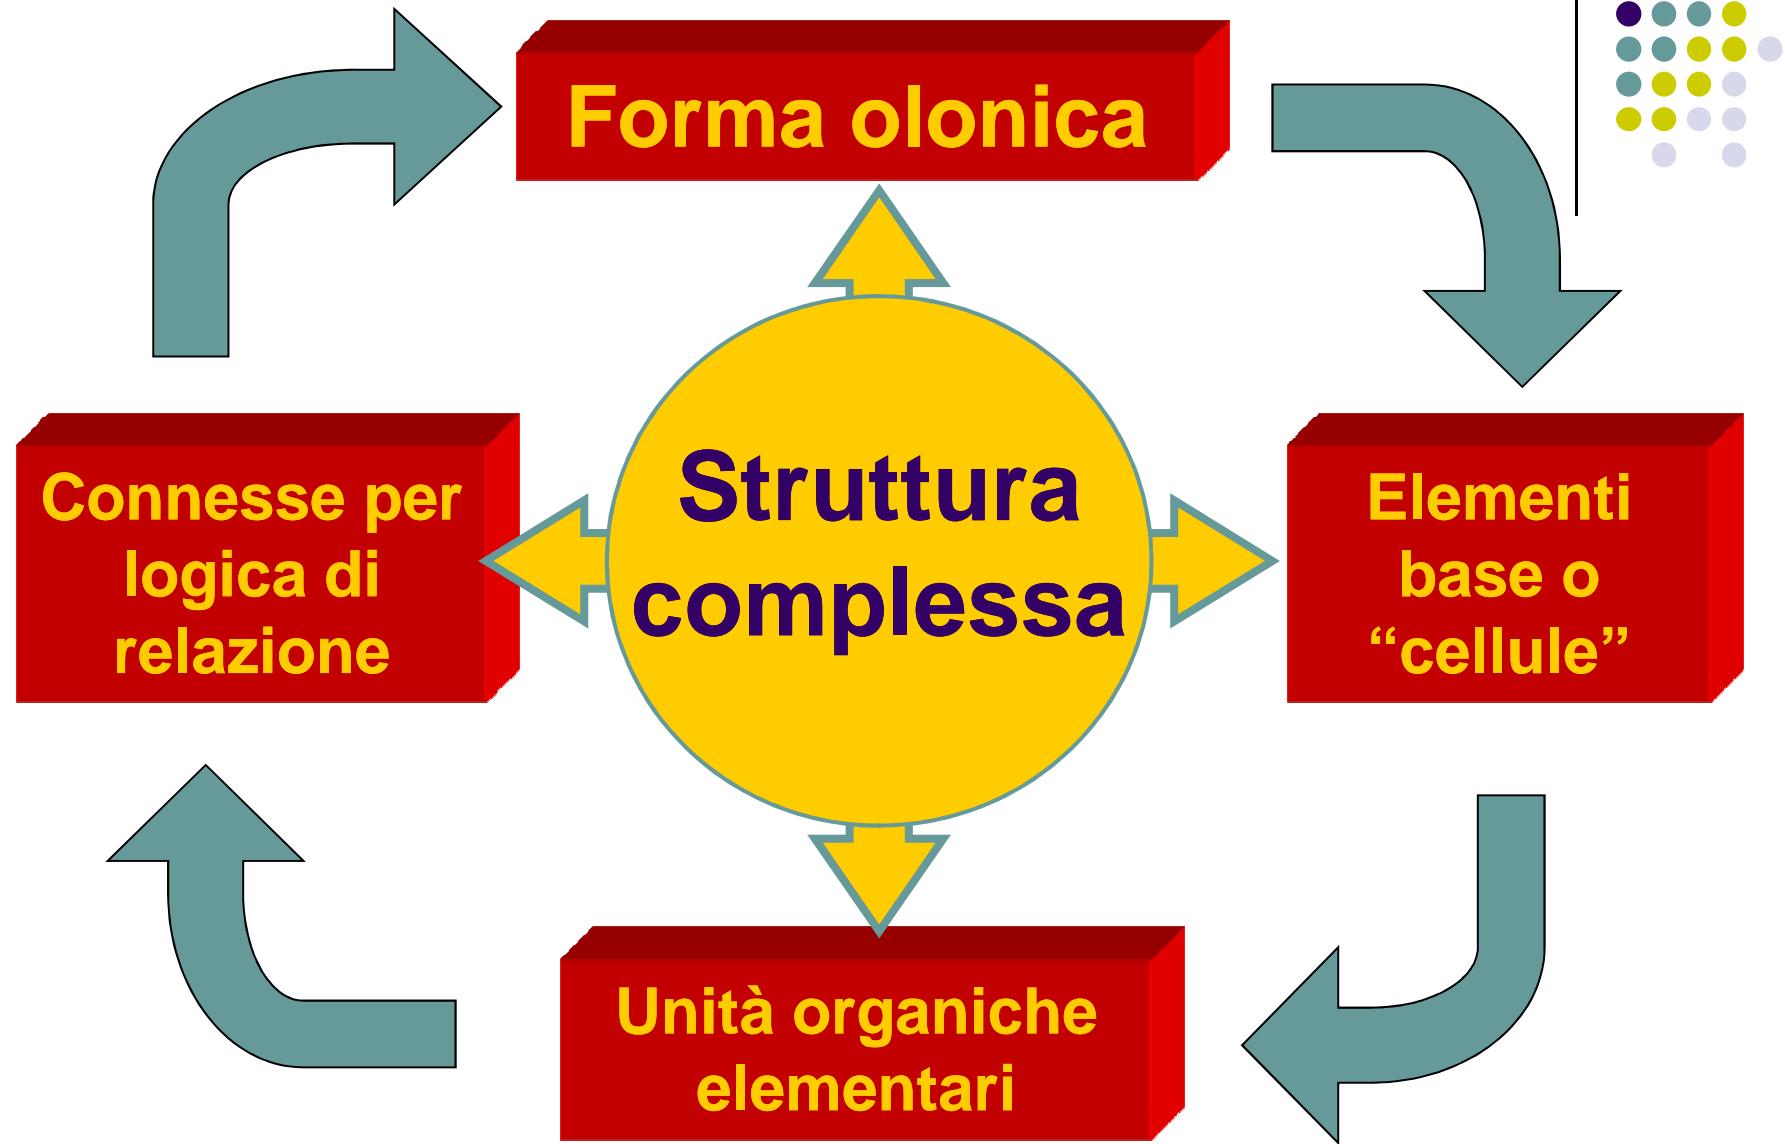 Forma olonica
Connesse per
logica di
relazione
Struttura
complessa
Elementi
base o
“cellule”
Unità organiche
elementari